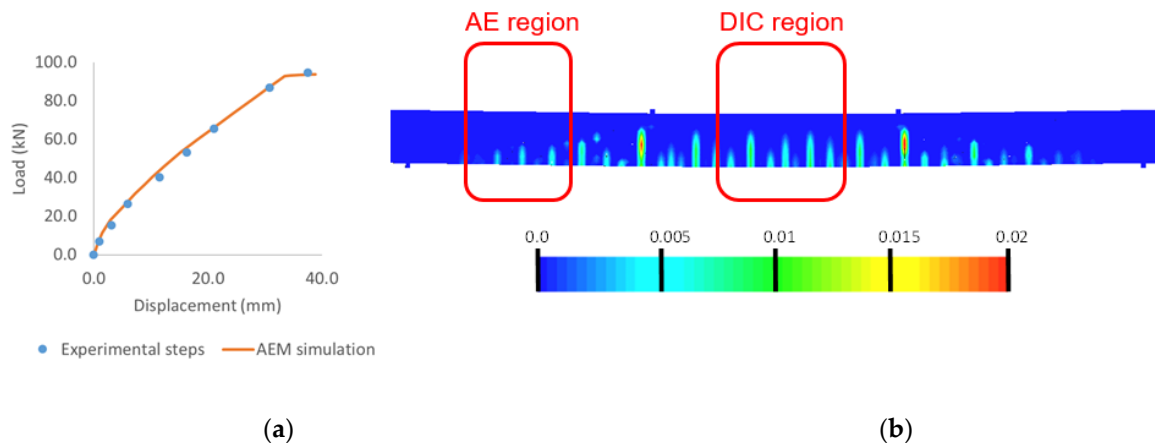 AE region
DIC region
100.0
80.0
60.0
40.0
20.0
0.0
Load (kN)
0.0 20.0 40.0
Displacement (mm)
Experimental steps AEM simulation
0.0 0.005 0.01 0.015 0.02
(a) (b)